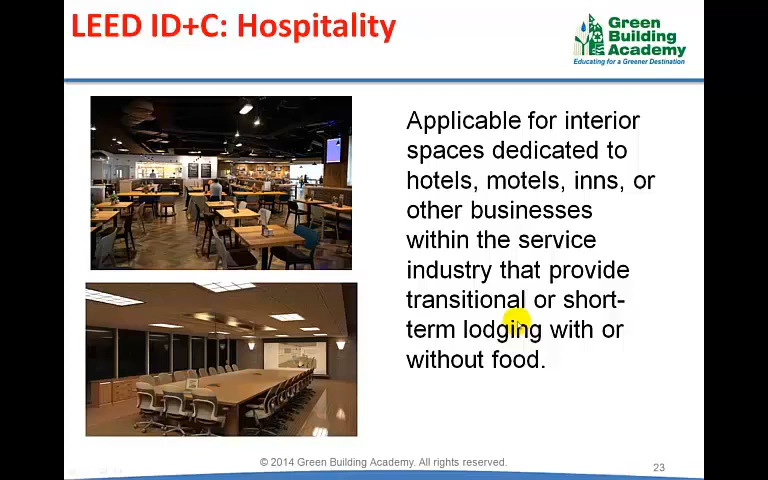 LEED ID+C: Hospitality
Green
Building
Academy
Educating for a Greener Destination
Applicable for interior
spaces dedicated to
hotels, motels, inns, or
other businesses
within the service
industry that provide
transitional or short-
term lodging with or
without food.
© 2014 Green Building Academy. All rights reserved.
23